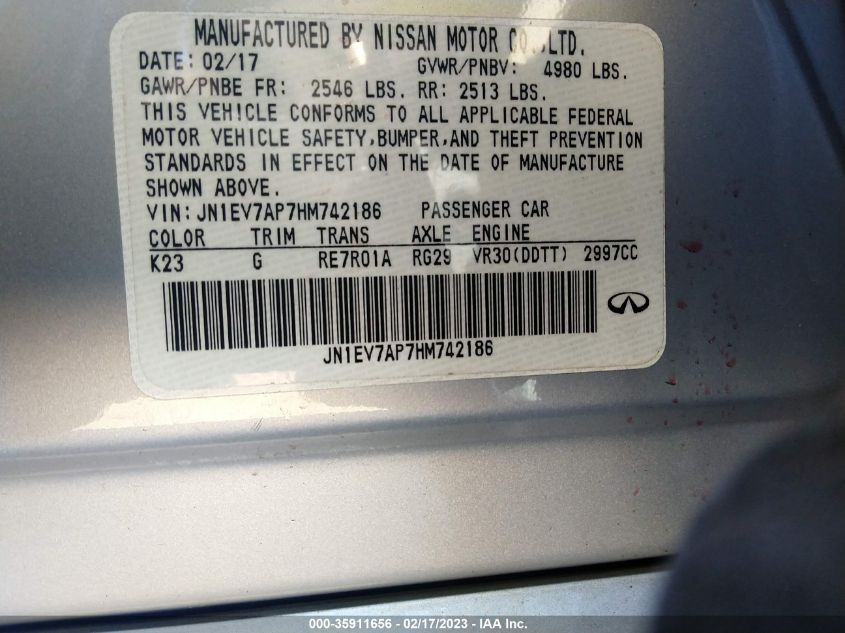 MANUFACTURED BY NISSAN MOTOR CO.,LTD.
DATE: 02/17 GVWR/PNBV: 4980 LBS.
GAWR/PNBE FR: 2546 LBS. RR: 2513 LBS.
THIS VEHICLE CONFORMS TO ALL APPLICABLE FEDERAL
MOTOR VEHICLE SAFETY,BUMPER,AND THEFT PREVENTION
STANDARDS IN EFFECT ON THE DATE OF MANUFACTURE
SHOWN ABOVE.
VIN: JN1EV7AP7HM742186 PASSENGER CAR
COLOR TRIM TRANS AXLE ENGINE
K23 G RE7R01A RG29 VR30(DDTT) 2997CC
JN1EV7AP7HM742186
000-35911656 - 02/17/2023 - IAA Inc.